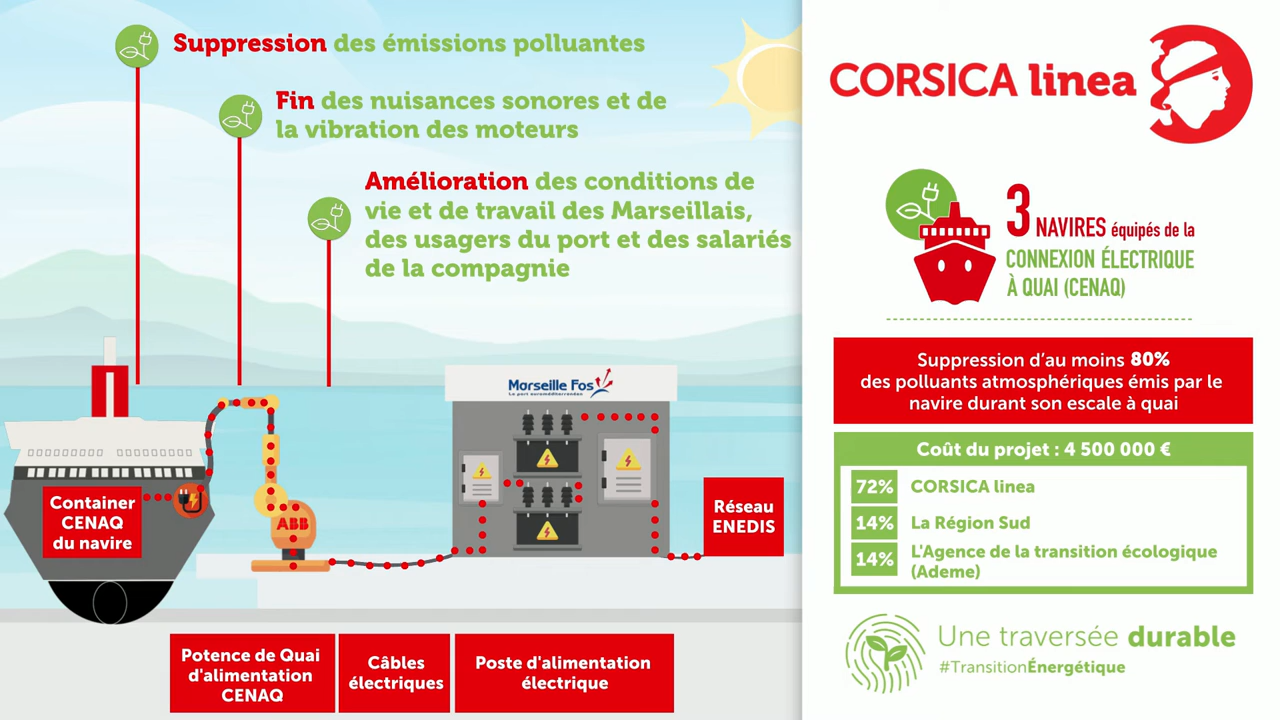 Suppression des émissions polluantes
Fin des nuisances sonores et de
la vibration des moteurs
Amélioration des conditions de
vie et de travail des Marseillais,
des usagers du port et des salariés
de la compagnie
Marseille Fos
Le port euroméditerranéen
Container
CENAQ
du navire
ABB
Réseau
ENEDIS
Potence de Quai
d'alimentation
CENAQ
Câbles
électriques
Poste d'alimentation
électrique
CORSICA linea
3 NAVIRES équipés de la
CONNEXION ÉLECTRIQUE
À QUAI (CENAQ)
Suppression d’au moins 80%
des polluants atmosphériques émis par le
navire durant son escale à quai
Coût du projet : 4 500 000 €
72% CORSICA linea
14% La Région Sud
14% L'Agence de la transition écologique
(Ademe)
Une traversée durable
#TransitionÉnergétique